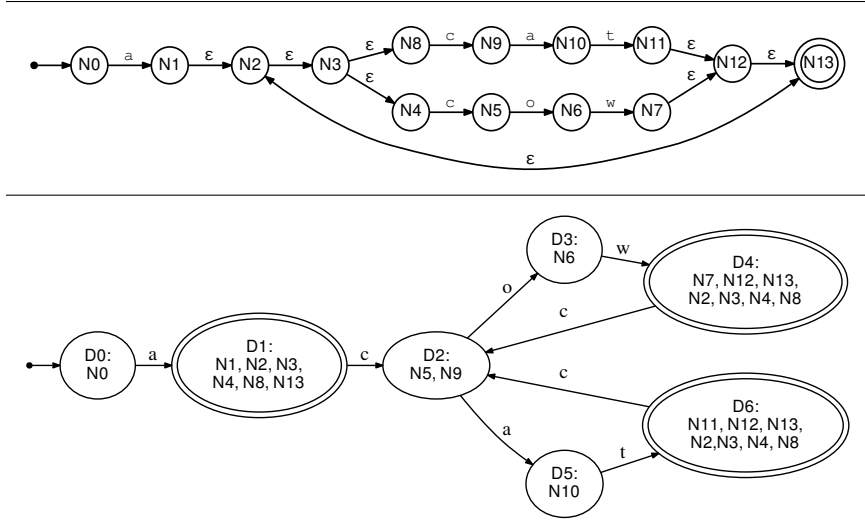 N0 a N1 ε N2 ε N3 ε N8 c N9 a N10 t N11 ε N12 ε N13
ε N4 c N5 o N6 w N7 ε
ε
D0:
N0
a
D1:
N1, N2, N3,
N4, N8, N13
c
D2:
N5, N9
o
D3:
N6
w
D4:
N7, N12, N13,
N2, N3, N4, N8
c
a
D5:
N10
t
D6:
N11, N12, N13,
N2,N3, N4, N8
c